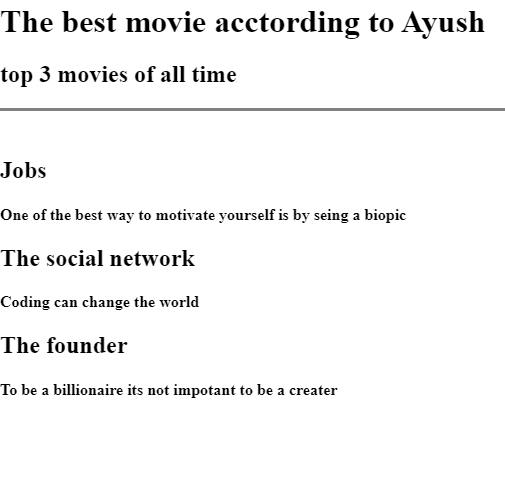 The best movie acctording to Ayush
top 3 movies of all time
Jobs
One of the best way to motivate yourself is by seing a biopic
The social network
Coding can change the world
The founder
To be a billionaire its not impotant to be a creater